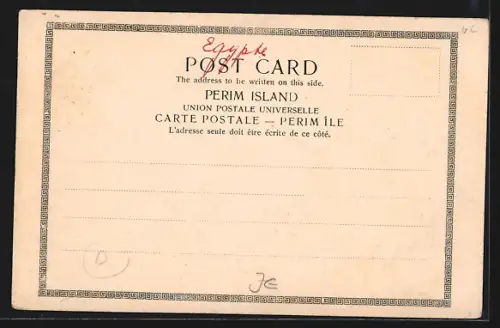 Egypte
POST CARD
The address to be written on this side.
PERIM ISLAND
UNION POSTALE UNIVERSELLE
CARTE POSTALE — PERIM ÎLE
L'adresse seule doit être écrite de ce côté.
D